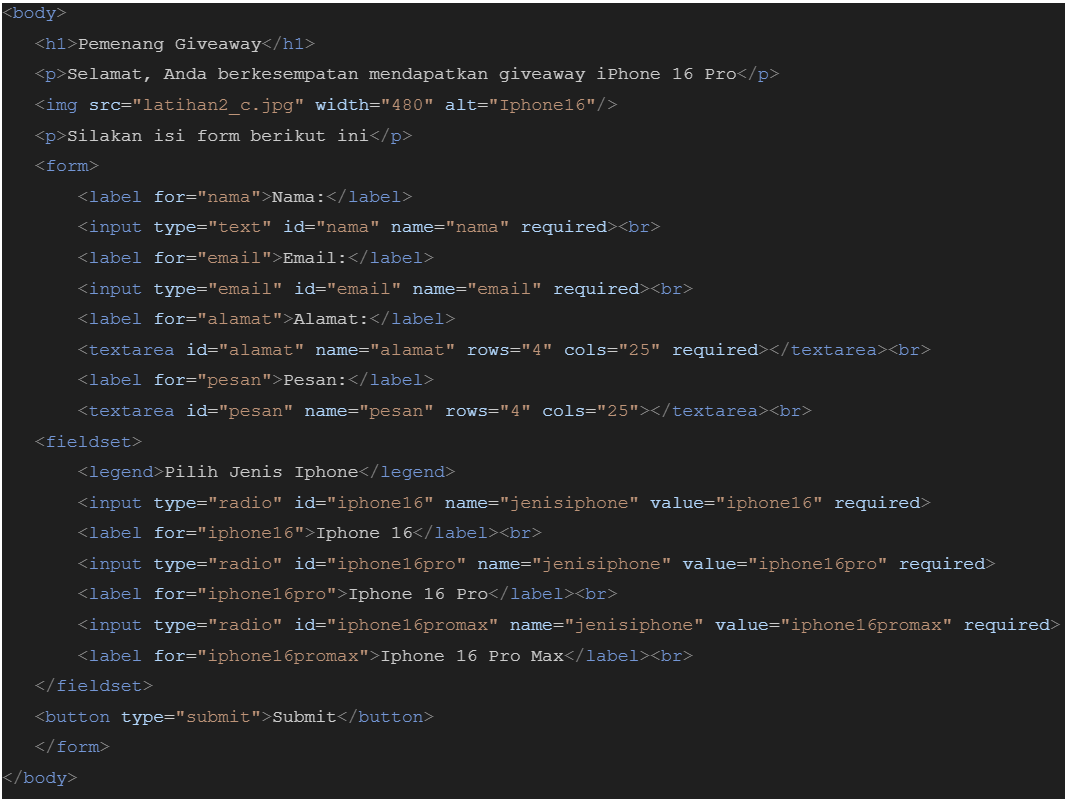 <body>
<h1>Pemenang Giveaway</h1>
<p>Selamat, Anda berkesempatan mendapatkan giveaway iPhone 16 Pro</p>
<img src="latihan2_c.jpg" width="480" alt="Iphone16"/>
<p>Silakan isi form berikut ini</p>
<form>
<label for="nama">Nama:</label>
<input type="text" id="nama" name="nama" required><br>
<label for="email">Email:</label>
<input type="email" id="email" name="email" required><br>
<label for="alamat">Alamat:</label>
<textarea id="alamat" name="alamat" rows="4" cols="25" required></textarea><br>
<label for="pesan">Pesan:</label>
<textarea id="pesan" name="pesan" rows="4" cols="25"></textarea><br>
<fieldset>
<legend>Pilih Jenis Iphone</legend>
<input type="radio" id="iphone16" name="jenisiphone" value="iphone16" required>
<label for="iphone16">Iphone 16</label><br>
<input type="radio" id="iphone16pro" name="jenisiphone" value="iphone16pro" required>
<label for="iphone16pro">Iphone 16 Pro</label><br>
<input type="radio" id="iphone16promax" name="jenisiphone" value="iphone16promax" required>
<label for="iphone16promax">Iphone 16 Pro Max</label><br>
</fieldset>
<button type="submit">Submit</button>
</form>
</body>